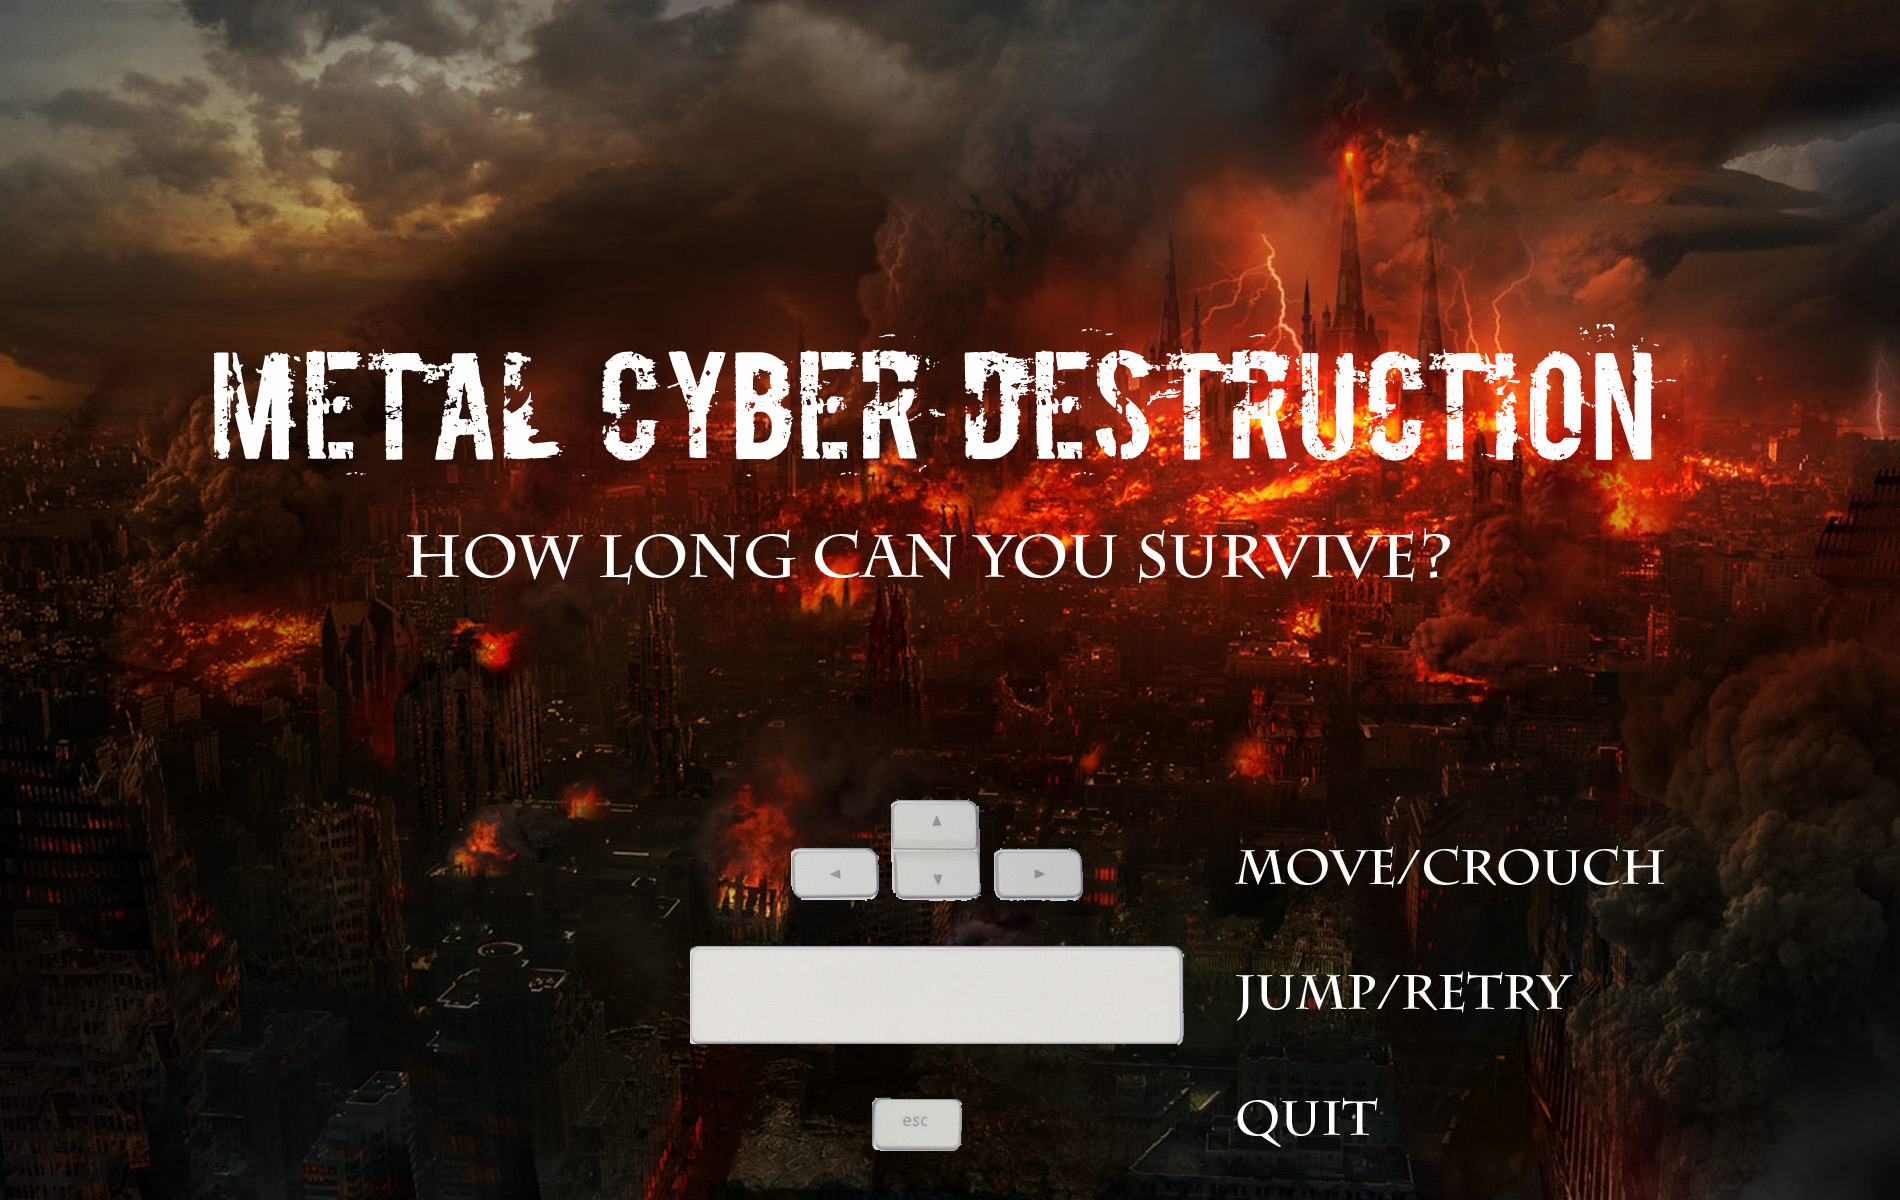 METAL CYBER DESTRUCTION
HOW LONG CAN YOU SURVIVE?
MOVE/CROUCH
JUMP/RETRY
esc
QUIT